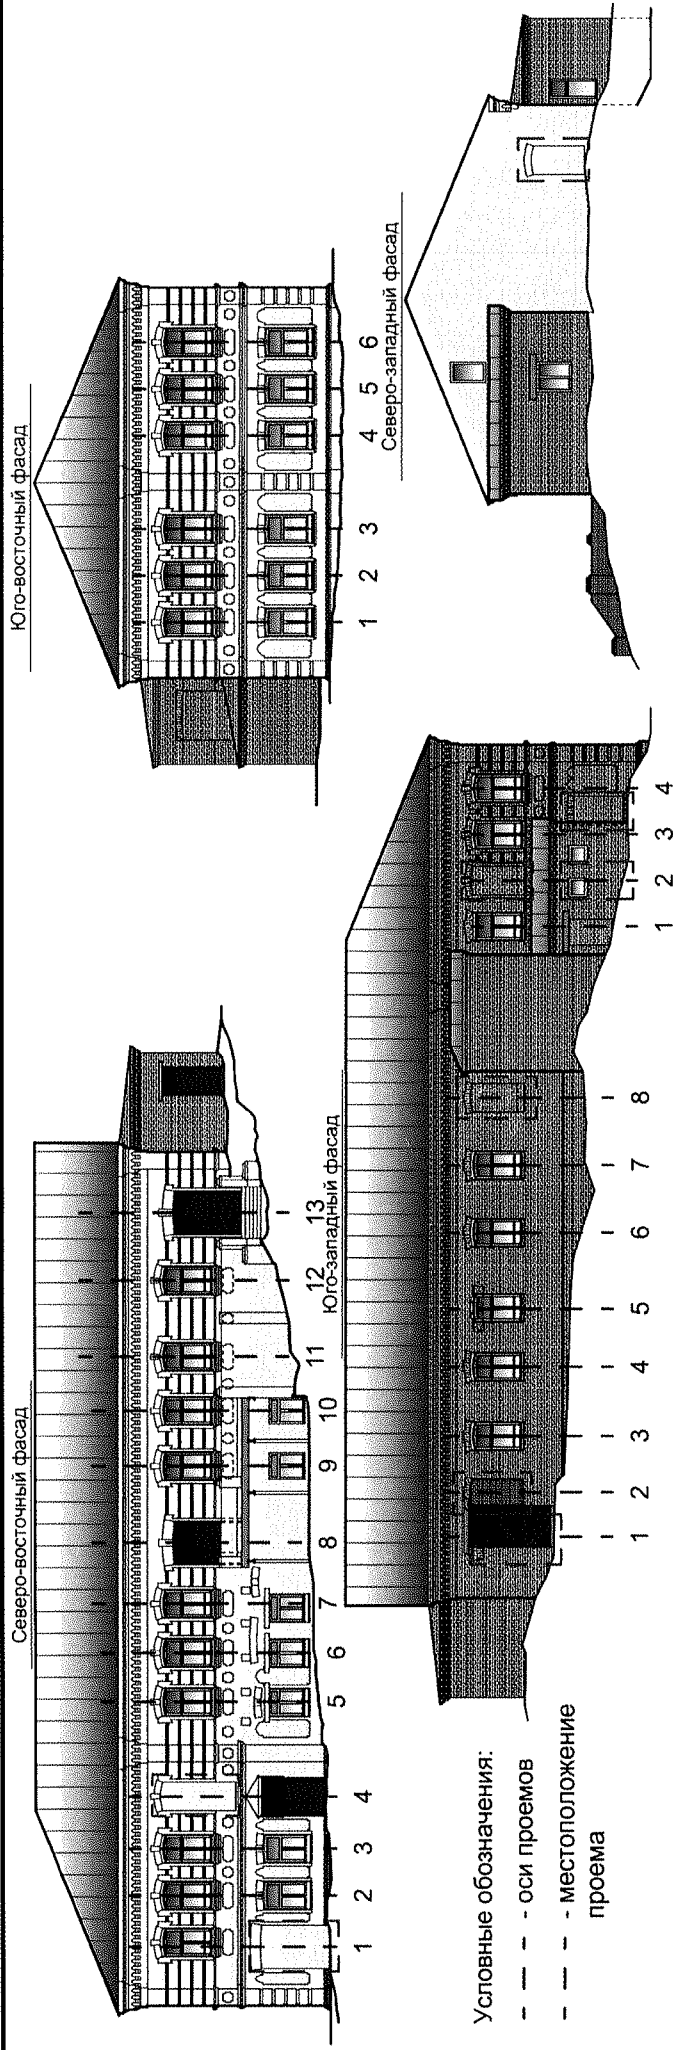 Северо-восточный фасад
1 2 3 4 5 6 7 8 9 10 11 12 13
Юго-восточный фасад
1 2 3 4 5 6
Юго-западный фасад
1 2 3 4 5 6 7 8 1 2 3 4
Северо-западный фасад
Условные обозначения:
- оси проемов
- местоположение
проема